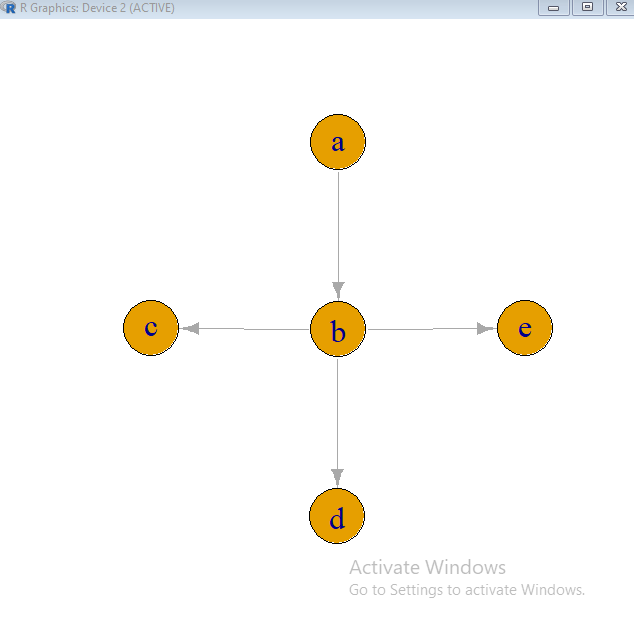 R Graphics: Device 2 (ACTIVE)
a
c b e
d
Activate Windows
Go to Settings to activate Windows.